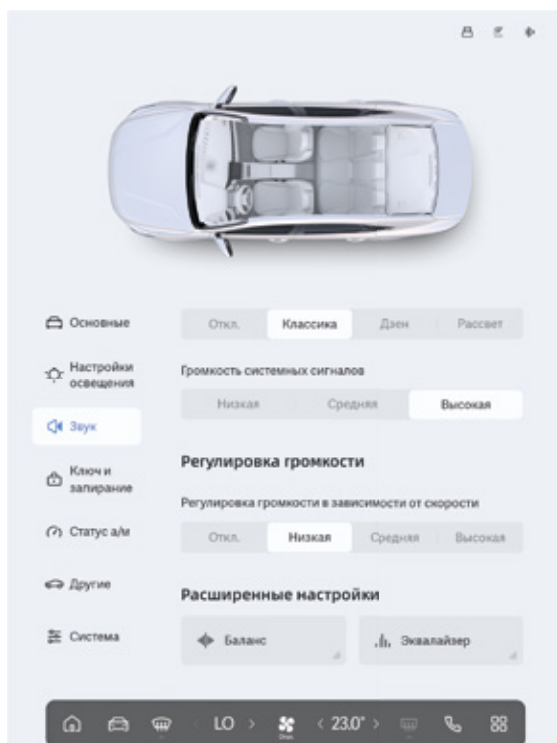 Основные
Настройки
освещения
Звук
Ключ и
запирание
Статус а/м
Другие
Система
Откл. Классика Дзен Рассвет
Громкость системных сигналов
Низкая Средняя Высокая
Регулировка громкости
Регулировка громкости в зависимости от скорости
Откл. Низкая Средняя Высокая
Расширенные настройки
Баланс Эквалайзер
LO 23.0°